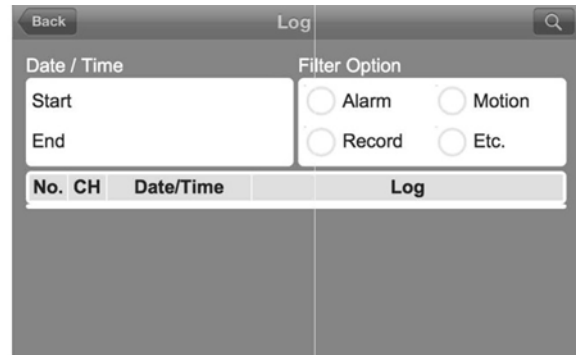 Back Log
Date / Time Filter Option
Start Alarm Motion
End Record Etc.
No. CH Date/Time Log